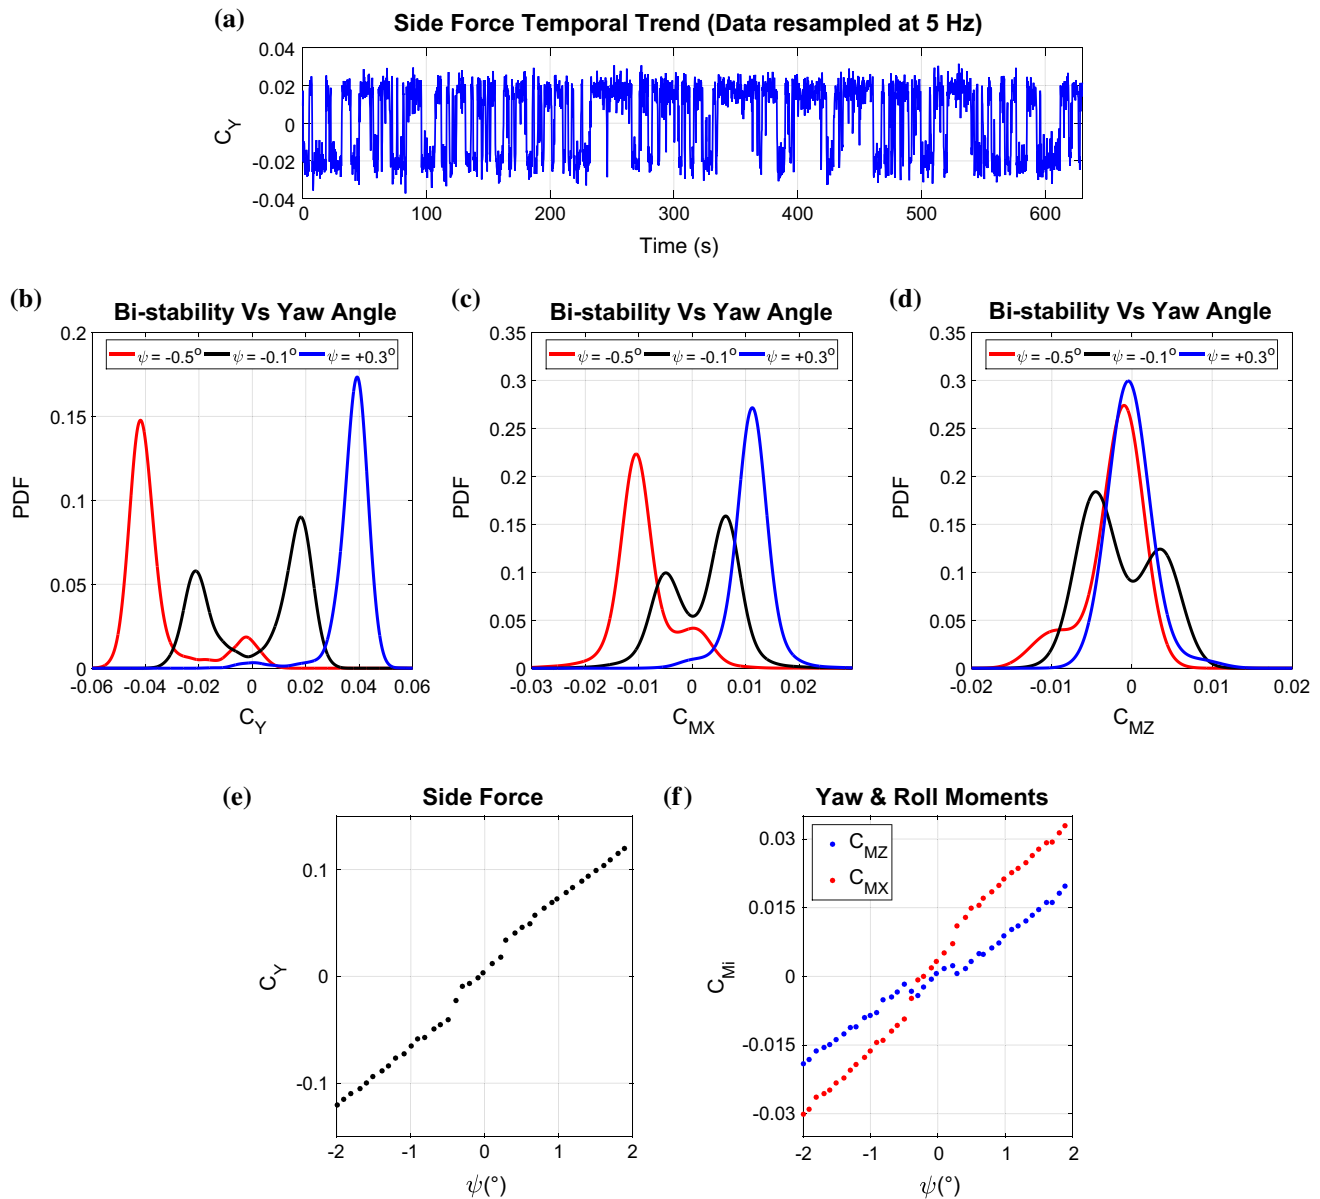 (a)
Side Force Temporal Trend (Data resampled at 5 Hz)
0.04
0.02
0
-0.02
-0.04
C_Y
0 100 200 300 400 500 600
Time (s)
(b)
Bi-stability Vs Yaw Angle
ψ = -0.5° ψ = -0.1° ψ = +0.3°
0.2
0.15
0.1
0.05
0
PDF
-0.06 -0.04 -0.02 0 0.02 0.04 0.06
C_Y
(c)
Bi-stability Vs Yaw Angle
ψ = -0.5° ψ = -0.1° ψ = +0.3°
0.35
0.3
0.25
0.2
0.15
0.1
0.05
0
PDF
-0.03 -0.02 -0.01 0 0.01 0.02
C_MX
(d)
Bi-stability Vs Yaw Angle
ψ = -0.5° ψ = -0.1° ψ = +0.3°
0.35
0.3
0.25
0.2
0.15
0.1
0.05
0
PDF
-0.02 -0.01 0 0.01 0.02
C_MZ
(e)
Side Force
0.1
0
-0.1
C_Y
-2 -1 0 1 2
ψ(°)
(f)
Yaw & Roll Moments
C_MZ
C_MX
0.03
0.015
0
-0.015
-0.03
C_Mi
-2 -1 0 1 2
ψ(°)